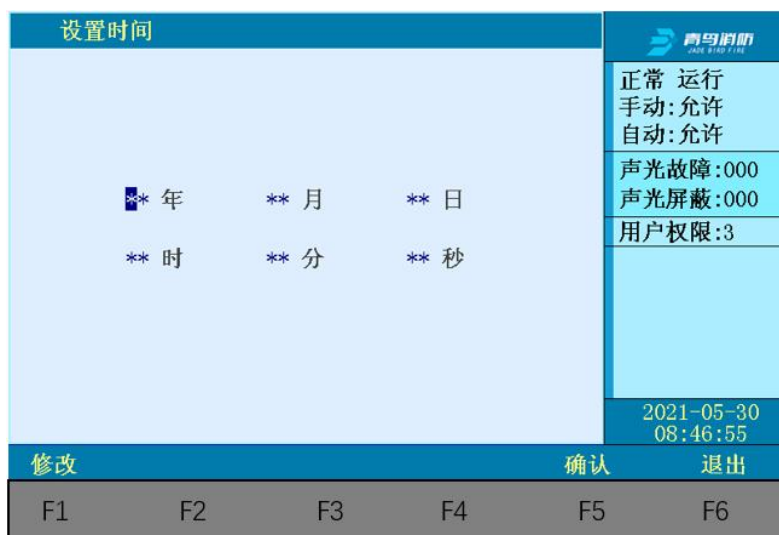 设置时间
青鸟消防
JADE BIRD FIRE
正常 运行
手动:允许
自动:允许
声光故障:000
声光屏蔽:000
用户权限:3
** 年 ** 月 ** 日
** 时 ** 分 ** 秒
2021-05-30
08:46:55
修改 确认 退出
F1 F2 F3 F4 F5 F6